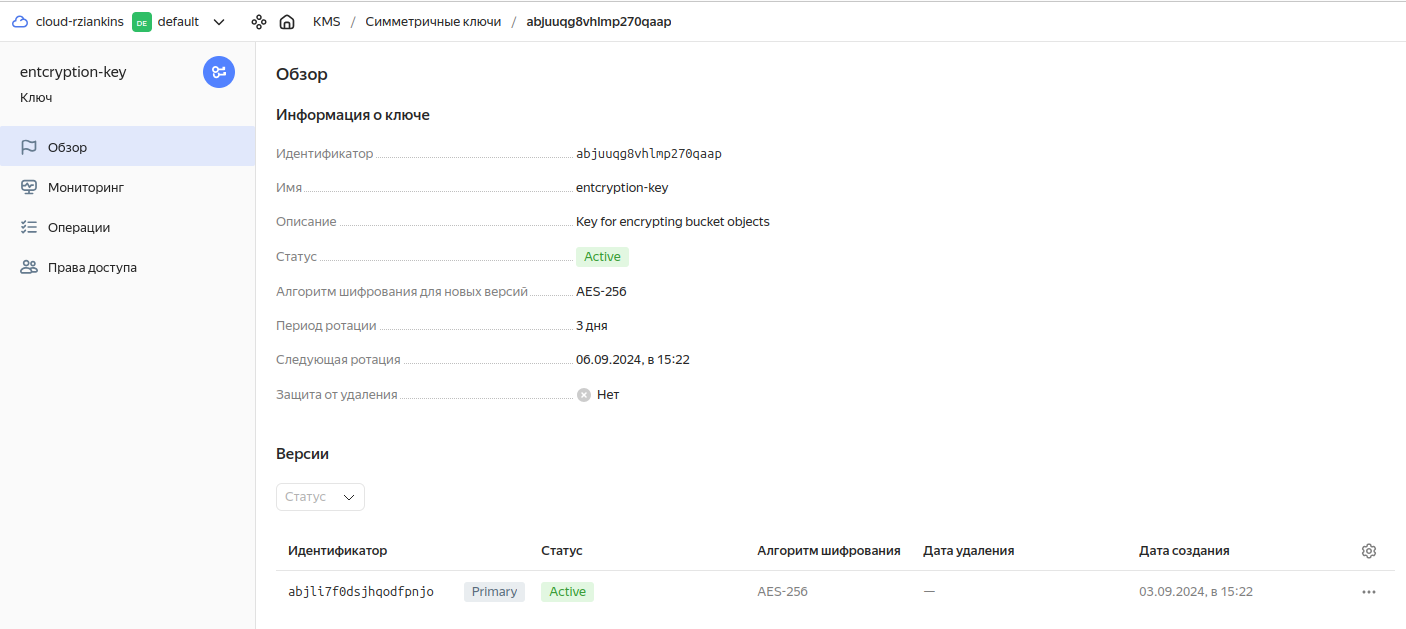 cloud-rziankins DE default KMS / Симметричные ключи / abjuuqg8vhlmp270qaap
entcryption-key
Ключ
Обзор
Мониторинг
Операции
Права доступа
Обзор
Информация о ключе
Идентификатор abjuuqg8vhlmp270qaap
Имя entcryption-key
Описание Key for encrypting bucket objects
Статус Active
Алгоритм шифрования для новых версий AES-256
Период ротации 3 дня
Следующая ротация 06.09.2024, в 15:22
Защита от удаления Нет
Версии
Статус
Идентификатор Статус Алгоритм шифрования Дата удаления Дата создания
abjli7f0dsjhqodfpnjo Primary Active AES-256 — 03.09.2024, в 15:22